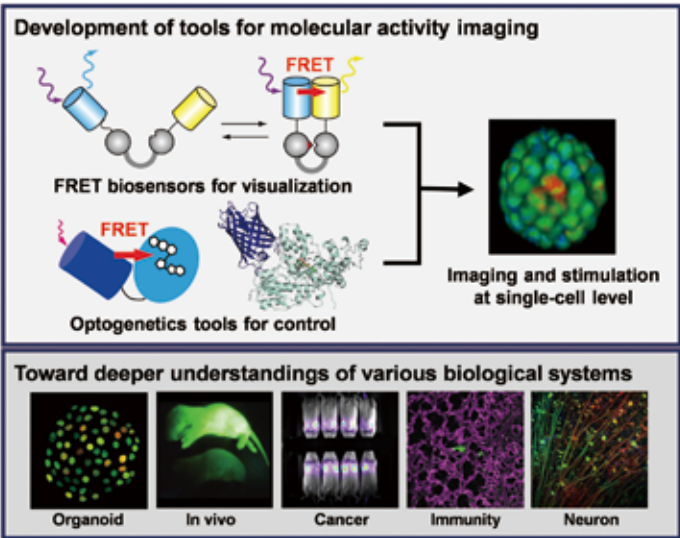 Development of tools for molecular activity imaging
FRET
FRET biosensors for visualization
FRET
Optogenetics tools for control
Imaging and stimulation
at single-cell level
Toward deeper understandings of various biological systems
Organoid
In vivo
Cancer
Immunity
Neuron